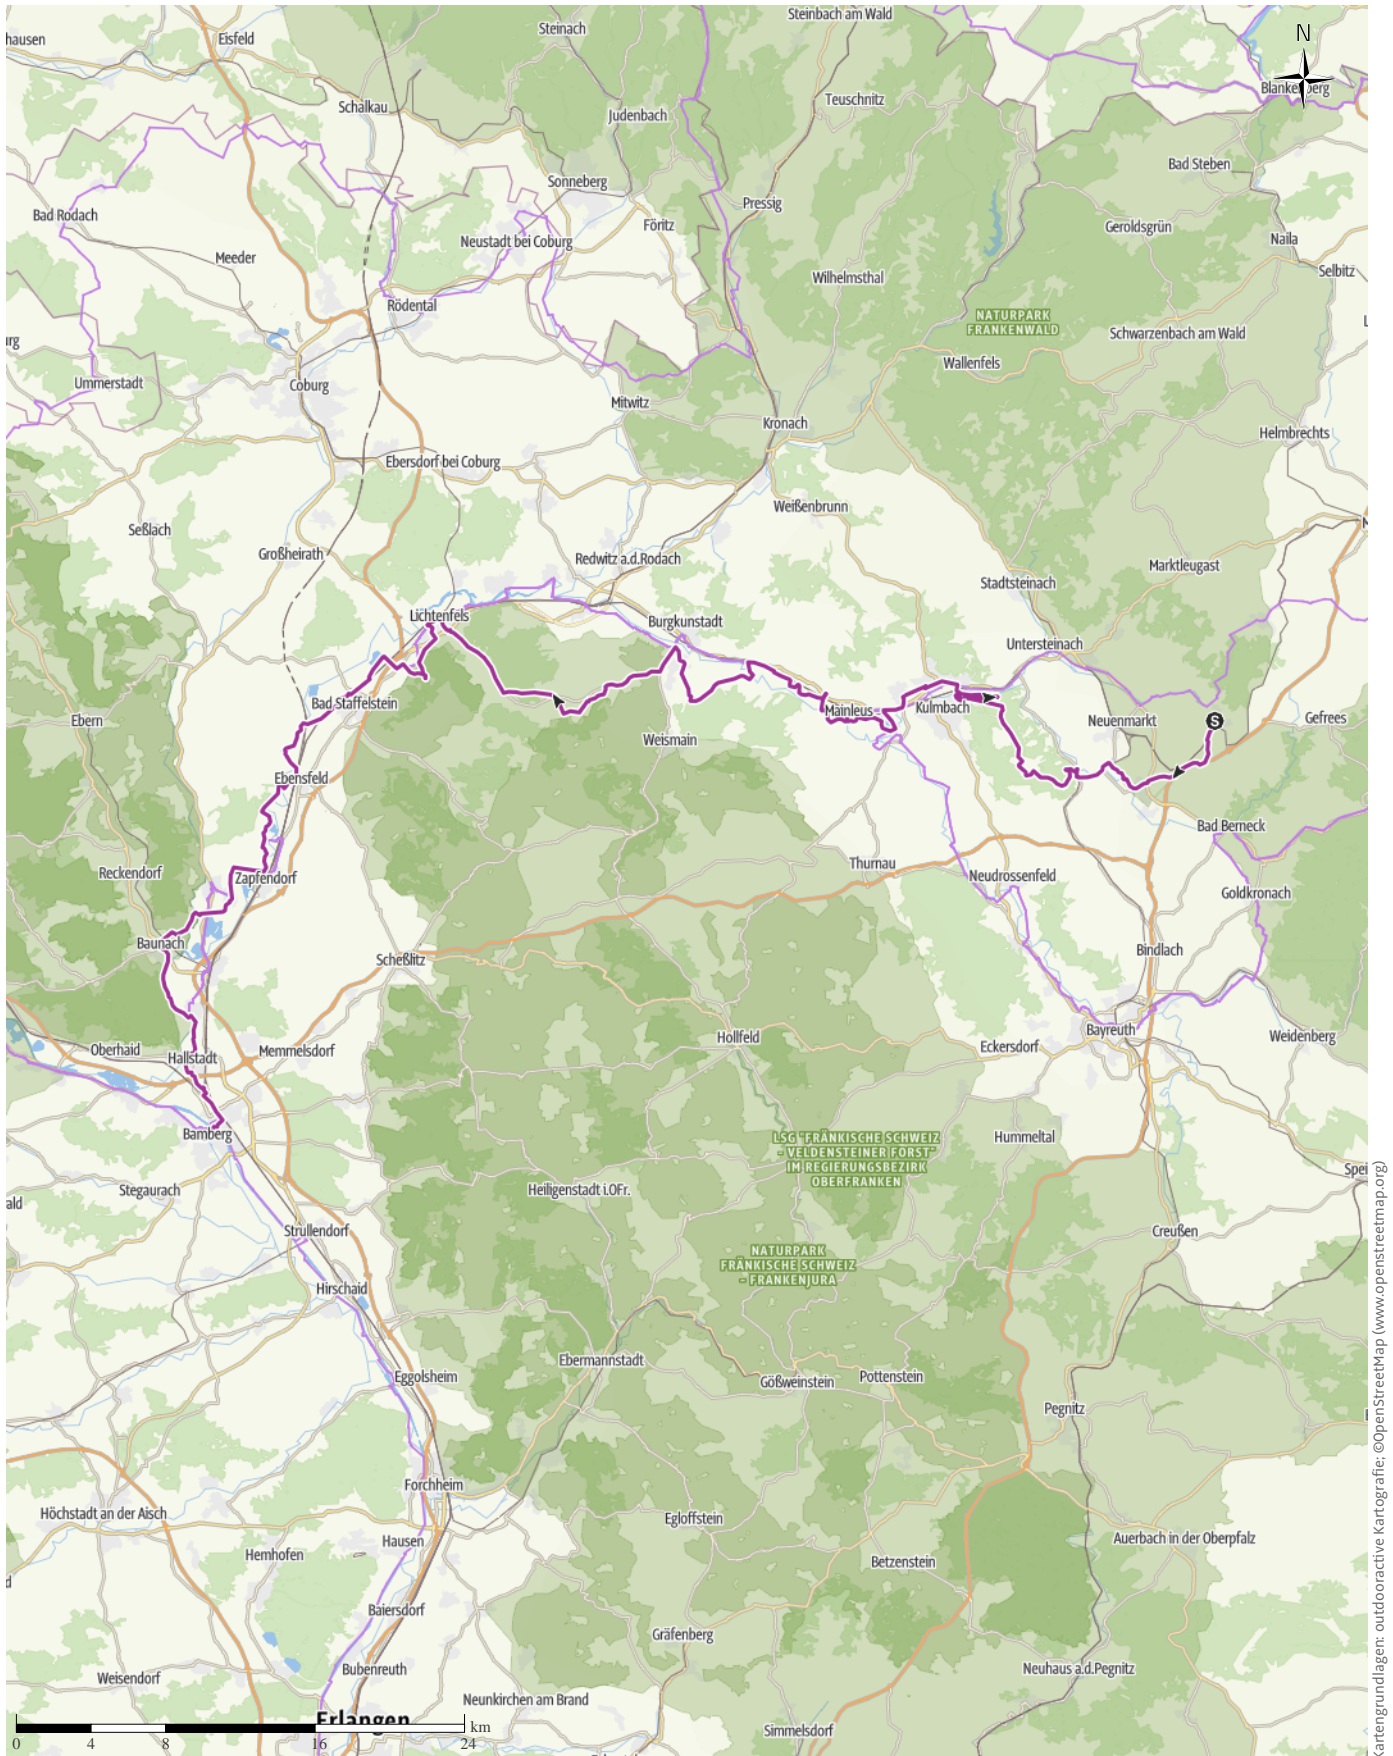 Steinbach am Wald
hausen
Eisfeld
Steinach
N
Blankenberg
Schalkau
Teuschnitz
Judenbach
Bad Steben
Sonneberg
Pressig
Bad Rodach
Föritz
Geroldsgrün
Neustadt bei Coburg
Naila
Meeder
Wilhelmsthal
Selbitz
Rödental
NATURPARK
FRANKENWALD
Schwarzenbach am Wald
urg
Wallenfels
Ummerstadt
Coburg
Mitwitz
Kronach
Helmbrechts
Ebersdorf bei Coburg
Weißenbrunn
Seßlach
M
Großheirath
Redwitz a.d.Rodach
Marktleugast
Stadtsteinach
Lichtenfels
Burgkunstadt
Untersteinach
Bad Staffelstein
Mainleus
Kulmbach
Ebern
Neuenmarkt
S
Gefrees
Weismain
Ebensfeld
Bad Berneck
Thurnau
Reckendorf
Zapfendorf
Neudrossenfeld
Goldkronach
Baunach
Scheßlitz
Bindlach
Hollfeld
Bayreuth
Weidenberg
Oberhaid
Hallstadt
Memmelsdorf
Eckersdorf
Bamberg
LSG "FRÄNKISCHE SCHWEIZ
- VELDENSTEINER FORST"
IM REGIERUNGSBEZIRK
OBERFRANKEN
Hummeltal
Spei
Stegaurach
Heiligenstadt i.OFr.
ald
Strullendorf
Creußen
NATURPARK
FRÄNKISCHE SCHWEIZ
- FRANKENJURA
Hirschaid
Ebermannstadt
Eggolsheim
Gößweinstein
Pottenstein
Pegnitz
Forchheim
Höchstadt an der Aisch
Egloffstein
Hausen
Auerbach in der Oberpfalz
Hemhofen
Betzenstein
d
Baiersdorf
Gräfenberg
Weisendorf
Bubenreuth
Neuhaus a.d.Pegnitz
Neunkirchen am Brand
Erlangen
Simmelsdorf
km
0 4 8 16 24
artengrundlagen: outdooractive Kartografie; ©OpenStreetMap (www.openstreetmap.org)